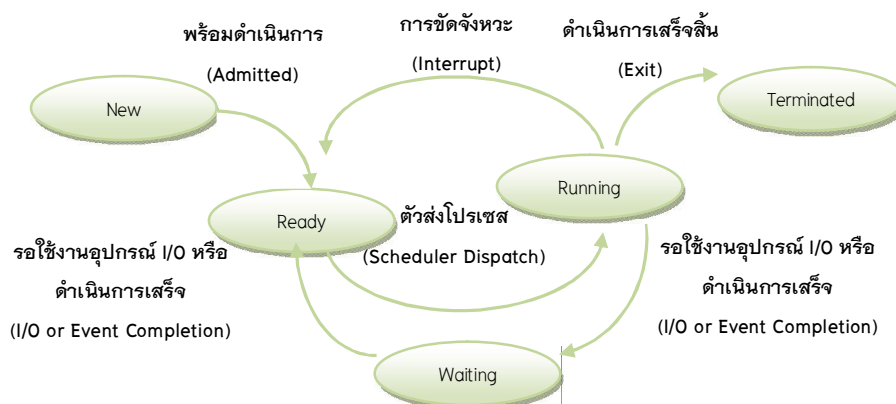 พร้อมดำเนินการ
(Admitted)
การขัดจังหวะ
(Interrupt)
ดำเนินการเสร็จสิ้น
(Exit)
New
Terminated
Ready
Running
ตัวส่งโปรเซส
(Scheduler Dispatch)
รอใช้งานอุปกรณ์ I/O หรือ
ดำเนินการเสร็จ
(I/O or Event Completion)
รอใช้งานอุปกรณ์ I/O หรือ
ดำเนินการเสร็จ
(I/O or Event Completion)
Waiting